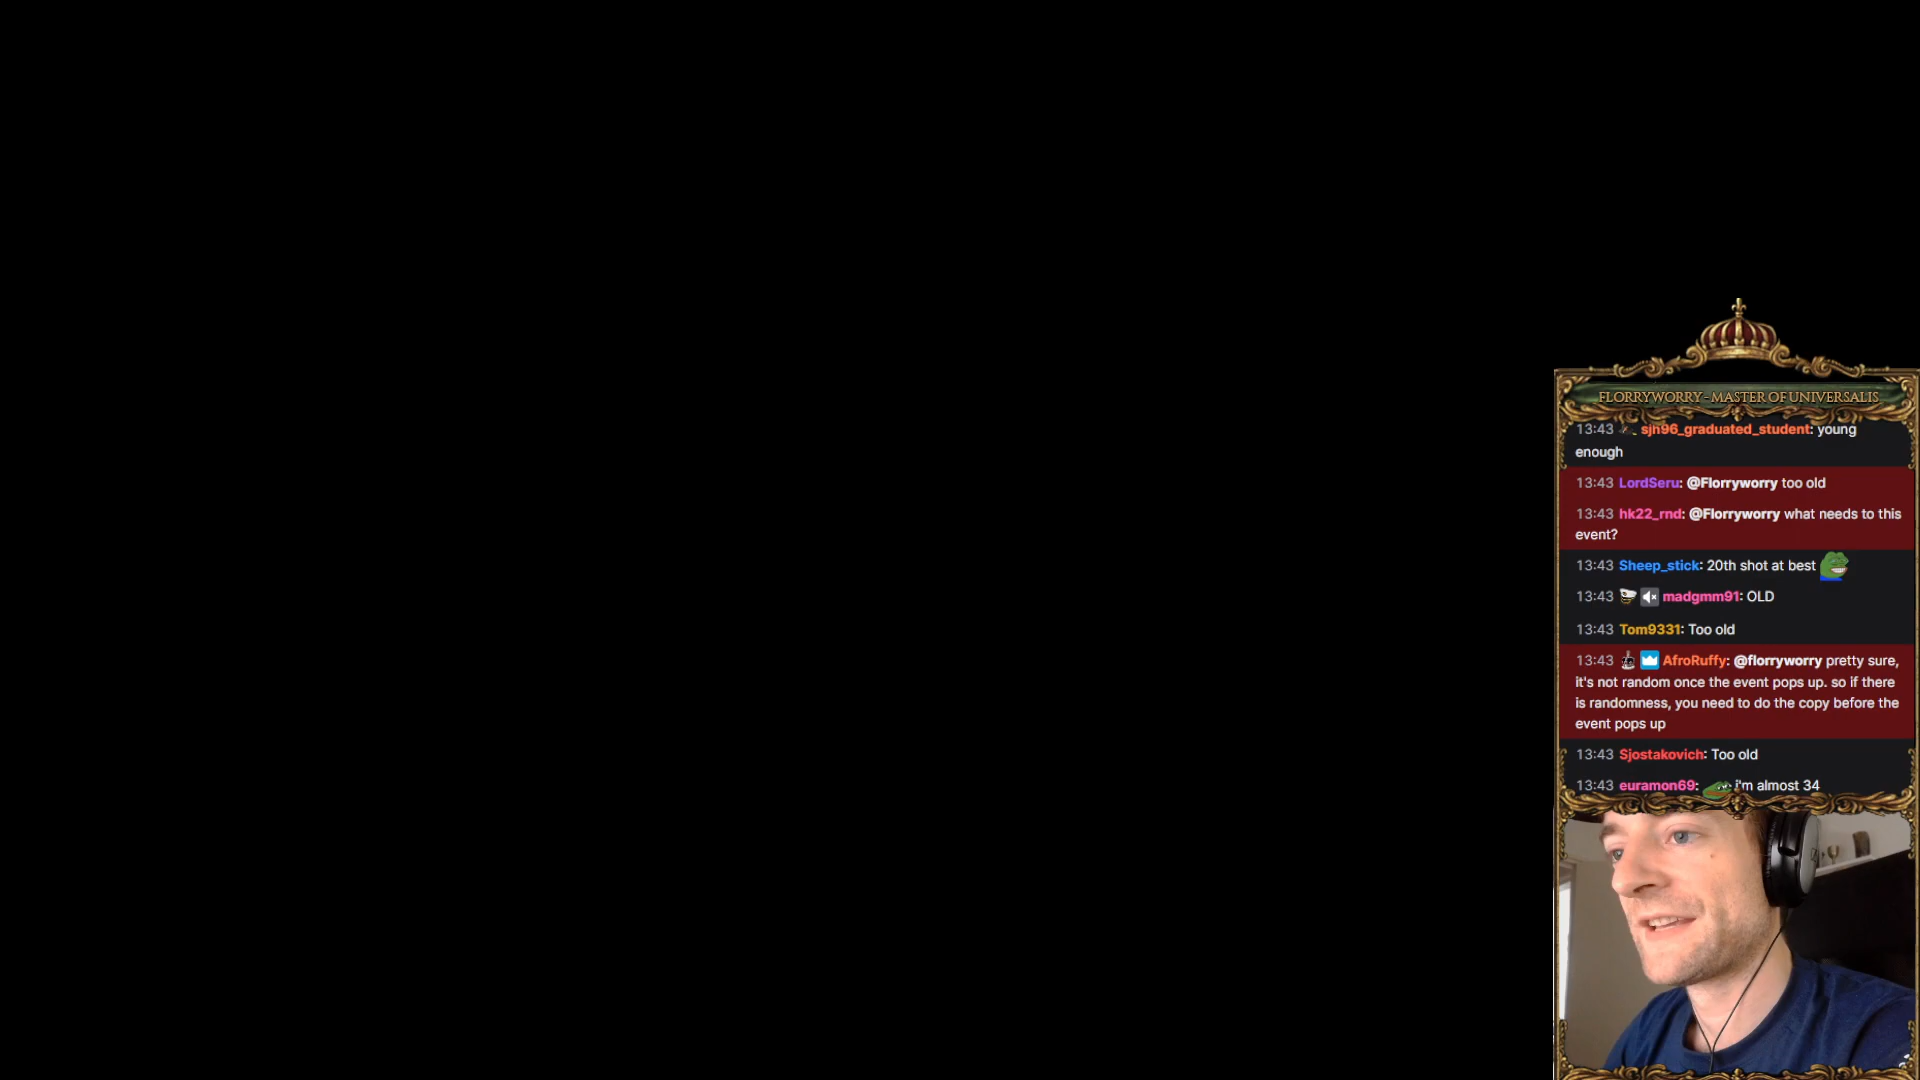 FLORRYWORRY - MASTER OF UNIVERSALIS
13:43 sjh96_graduated_student: young
enough
13:43 LordSeru: @Florryworry too old
13:43 hk22_rnd: @Florryworry what needs to this
event?
13:43 Sheep_stick: 20th shot at best
13:43 madgmm91: OLD
13:43 Tom9331: Too old
13:43 AfroRuffy: @florryworry pretty sure,
it's not random once the event pops up. so if there
is randomness, you need to do the copy before the
event pops up
13:43 Sjostakovich: Too old
13:43 euramon69: i'm almost 34